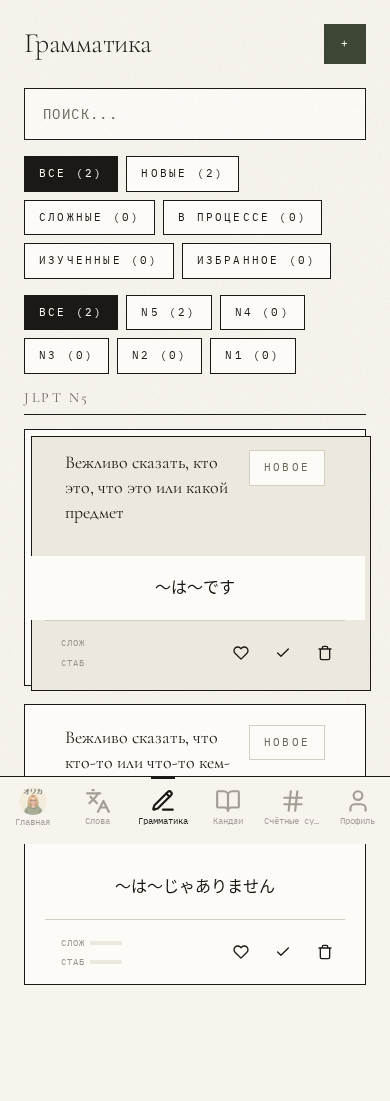 Грамматика
+
ПОИСК...
ВСЕ (2)
НОВЫЕ (2)
СЛОЖНЫЕ (0)
В ПРОЦЕССЕ (0)
ИЗУЧЕННЫЕ (0)
ИЗБРАННОЕ (0)
ВСЕ (2)
N5 (2)
N4 (0)
N3 (0)
N2 (0)
N1 (0)
JLPT N5
Вежливо сказать, кто
это, что это или какой
предмет
НОВОЕ
〜は〜です
СЛОЖ
СТАБ
Вежливо сказать, что
кто-то или что-то кем-
НОВОЕ
オリカ
Главная
Слова
Грамматика
Кандзи
Счётные су…
Профиль
〜は〜じゃありません
СЛОЖ
СТАБ